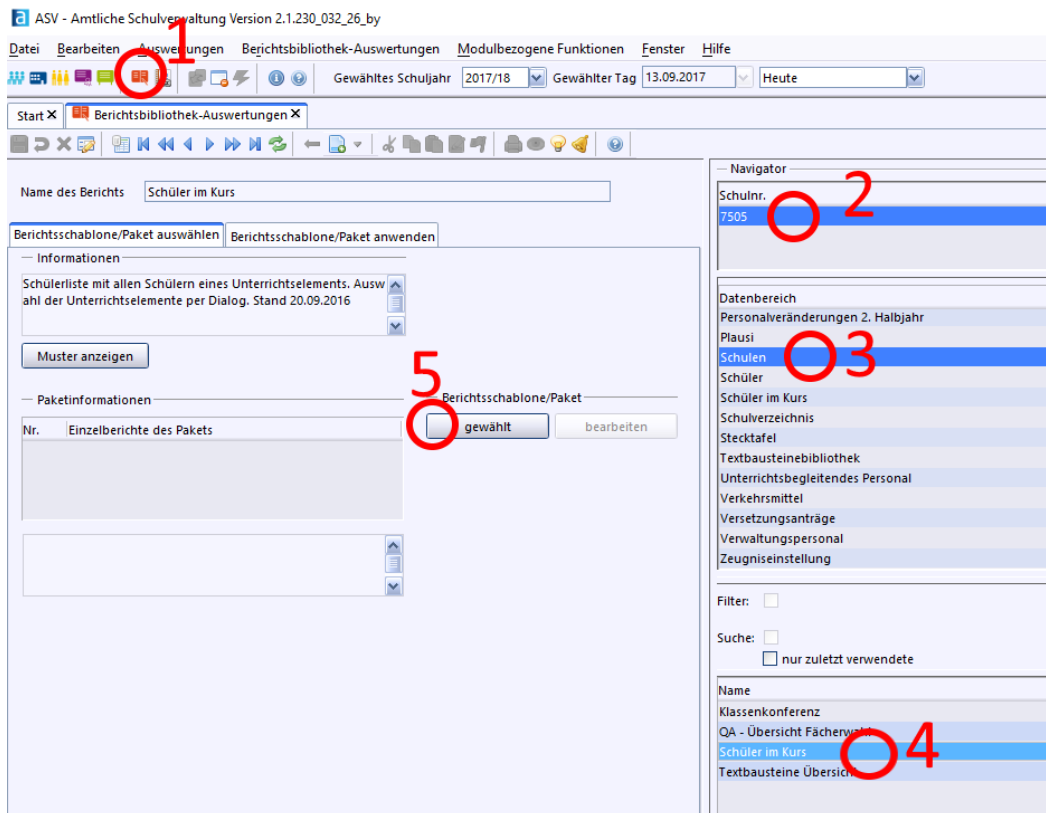 ASV - Amtliche Schulverwaltung Version 2.1.230_032_26_by
1
Datei Bearbeiten Auswertungen Berichtsbibliothek-Auswertungen Modulbezogene Funktionen Fenster Hilfe
Gewähltes Schuljahr 2017/18 Gewählter Tag 13.09.2017 Heute
Start Berichtsbibliothek-Auswertungen
Name des Berichts Schüler im Kurs
Berichtsschablone/Paket auswählen Berichtsschablone/Paket anwenden
Informationen
Schülerliste mit allen Schülern eines Unterrichtselements. Ausw
ahl der Unterrichtselemente per Dialog. Stand 20.09.2016
Muster anzeigen
Paketinformationen
Nr. Einzelberichte des Pakets
5
Berichtsschablone/Paket
gewählt bearbeiten
Navigator
Schulnr.
7505
2
Datenbereich
Personalveränderungen 2. Halbjahr
Plausi
Schulen
3
Schüler
Schüler im Kurs
Schulverzeichnis
Stecktafel
Textbausteinebibliothek
Unterrichtsbegleitendes Personal
Verkehrsmittel
Versetzungsanträge
Verwaltungspersonal
Zeugniseinstellung
Filter:
Suche:
nur zuletzt verwendete
Name
Klassenkonferenz
QA - Übersicht Fächerwahl
Schüler im Kurs
4
Textbausteine Übersicht